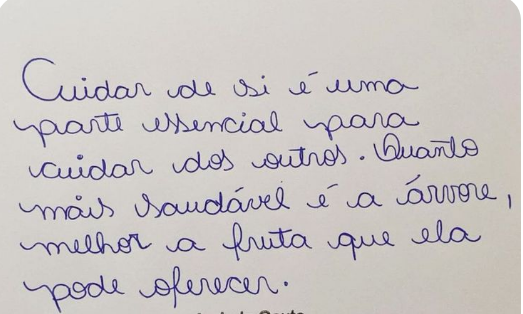 Cuidar de si é uma
parte essencial para
cuidar dos outros. Quanto
mais saudável é a árvore,
melhor a fruta que ela
pode oferecer.